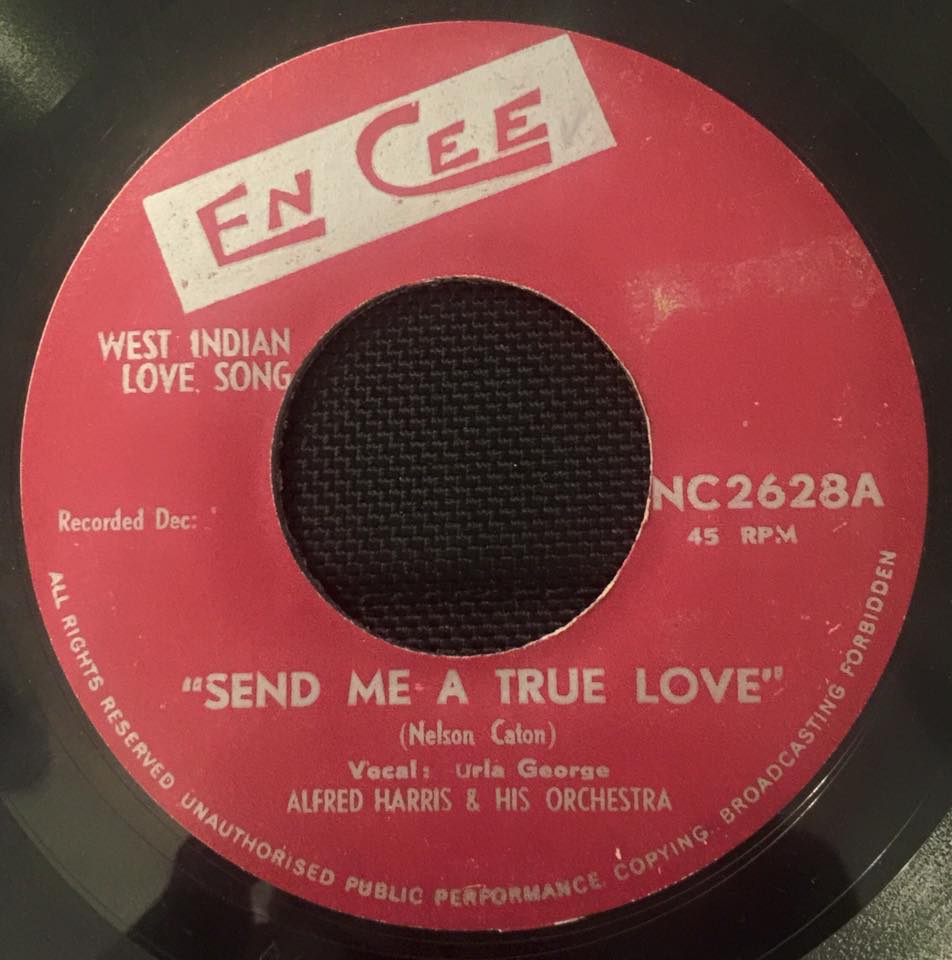 EN CEE
WEST INDIAN
LOVE SONG
Recorded Dec:
NC2628A
45 RPM
"SEND ME A TRUE LOVE"
(Nelson Caton)
Vocal: Urla George
ALFRED HARRIS & HIS ORCHESTRA
ALL RIGHTS RESERVED UNAUTHORISED PUBLIC PERFORMANCE. COPYING. BROADCASTING FORBIDDEN